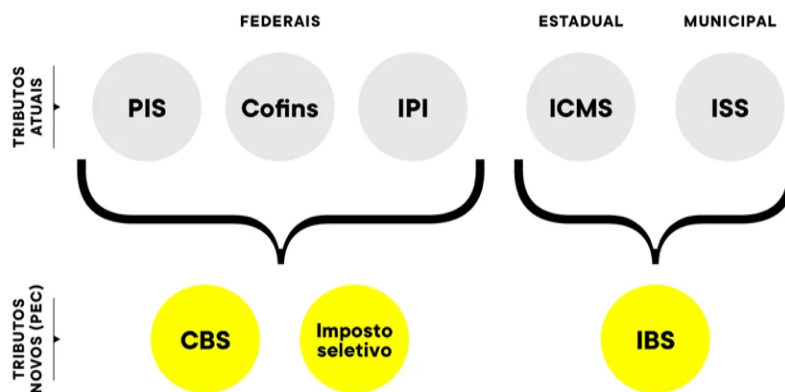 FEDERAIS
ESTADUAL
MUNICIPAL
TRIBUTOS
ATUAIS
PIS
Cofins
IPI
ICMS
ISS
TRIBUTOS
NOVOS (PEC)
CBS
Imposto
seletivo
IBS